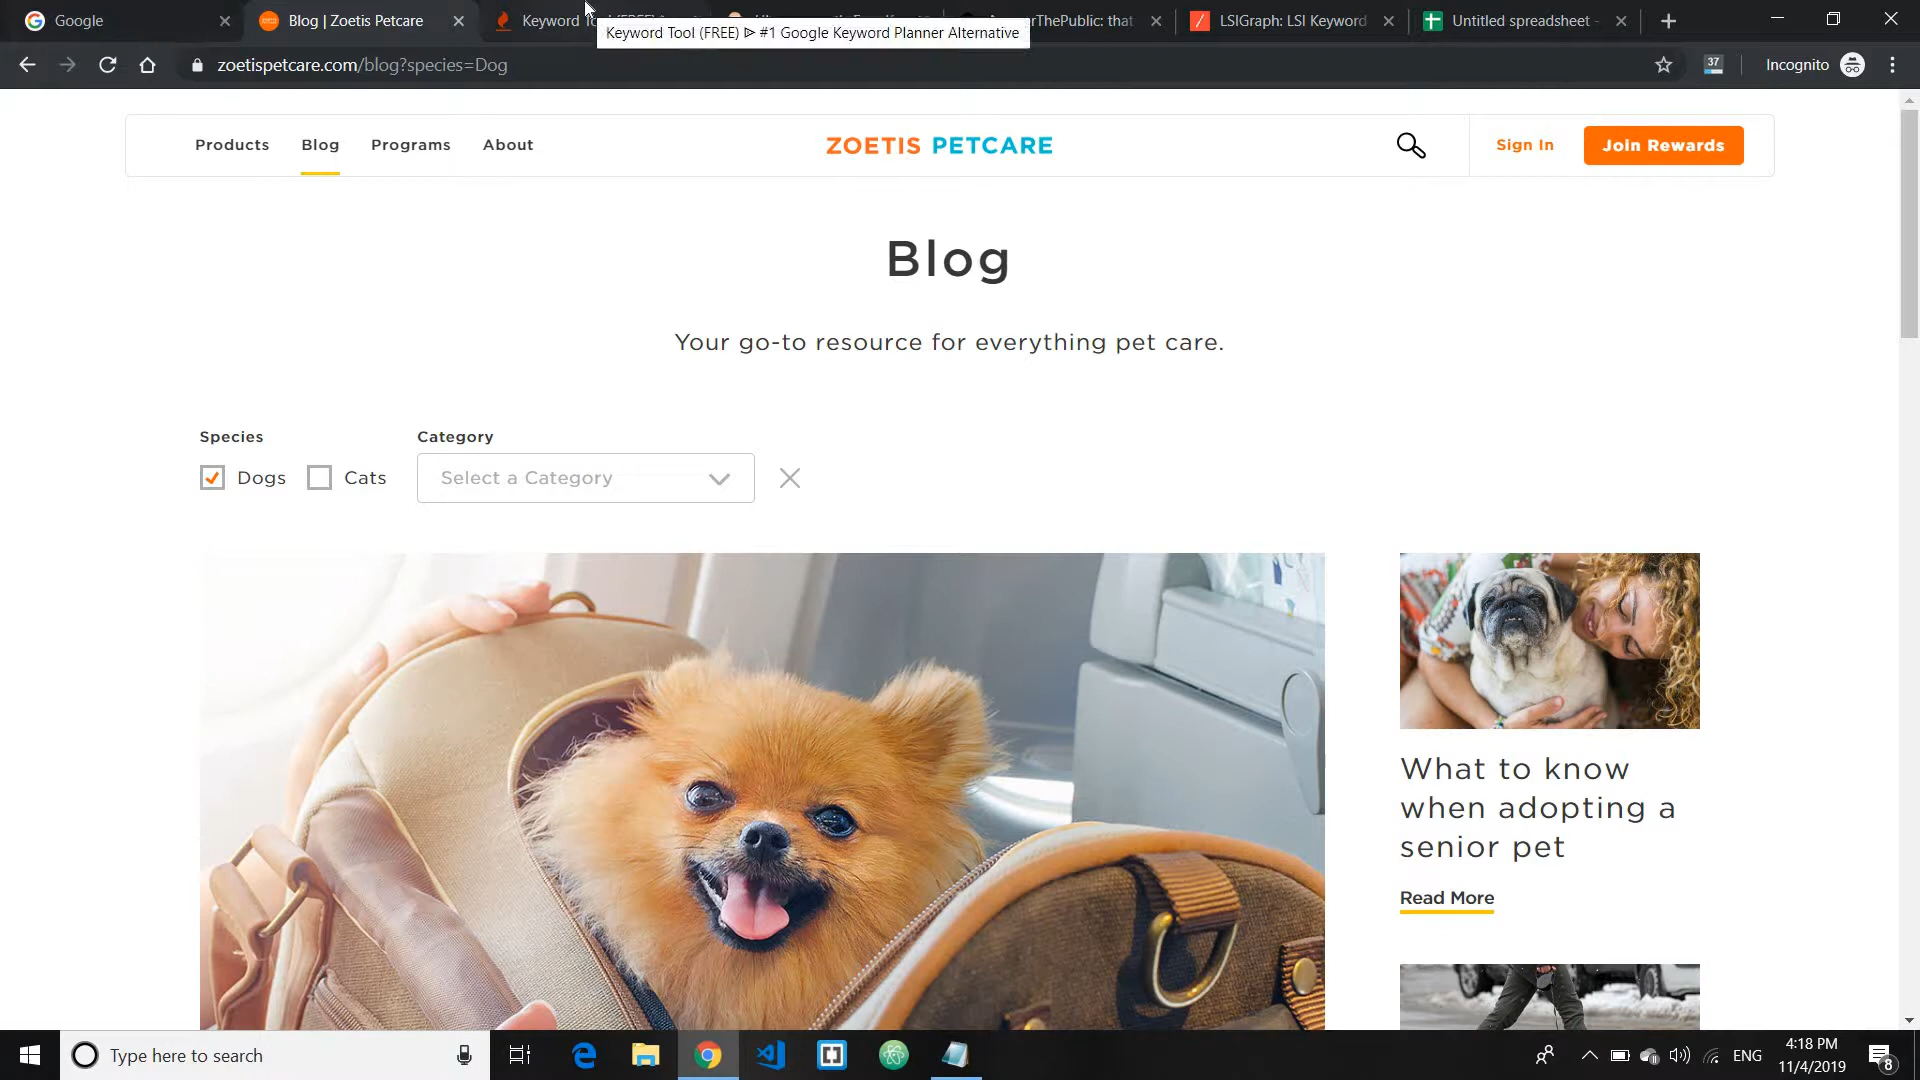 Google
Blog | Zoetis Petcare
Keyword
erThePublic: that
LSIGraph: LSI Keyword
Untitled spreadsheet -
Keyword Tool (FREE) ᐅ #1 Google Keyword Planner Alternative
zoetispetcare.com/blog?species=Dog
37
Incognito
Products
Blog
Programs
About
ZOETIS PETCARE
Sign In
Join Rewards
Blog
Your go-to resource for everything pet care.
Species
Category
Dogs
Cats
Select a Category
What to know
when adopting a
senior pet
Read More
Type here to search
ENG
4:18 PM
11/4/2019
8